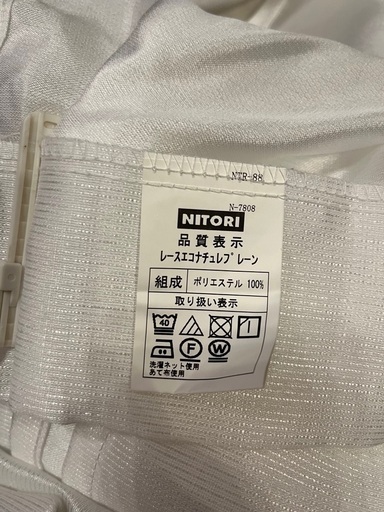 NTR-88
N-7808
NITORI
品質表示
レースエコナチュレプレーン
組成 ポリエステル 100%
取り扱い表示
40
F W
洗濯ネット使用
あて布使用